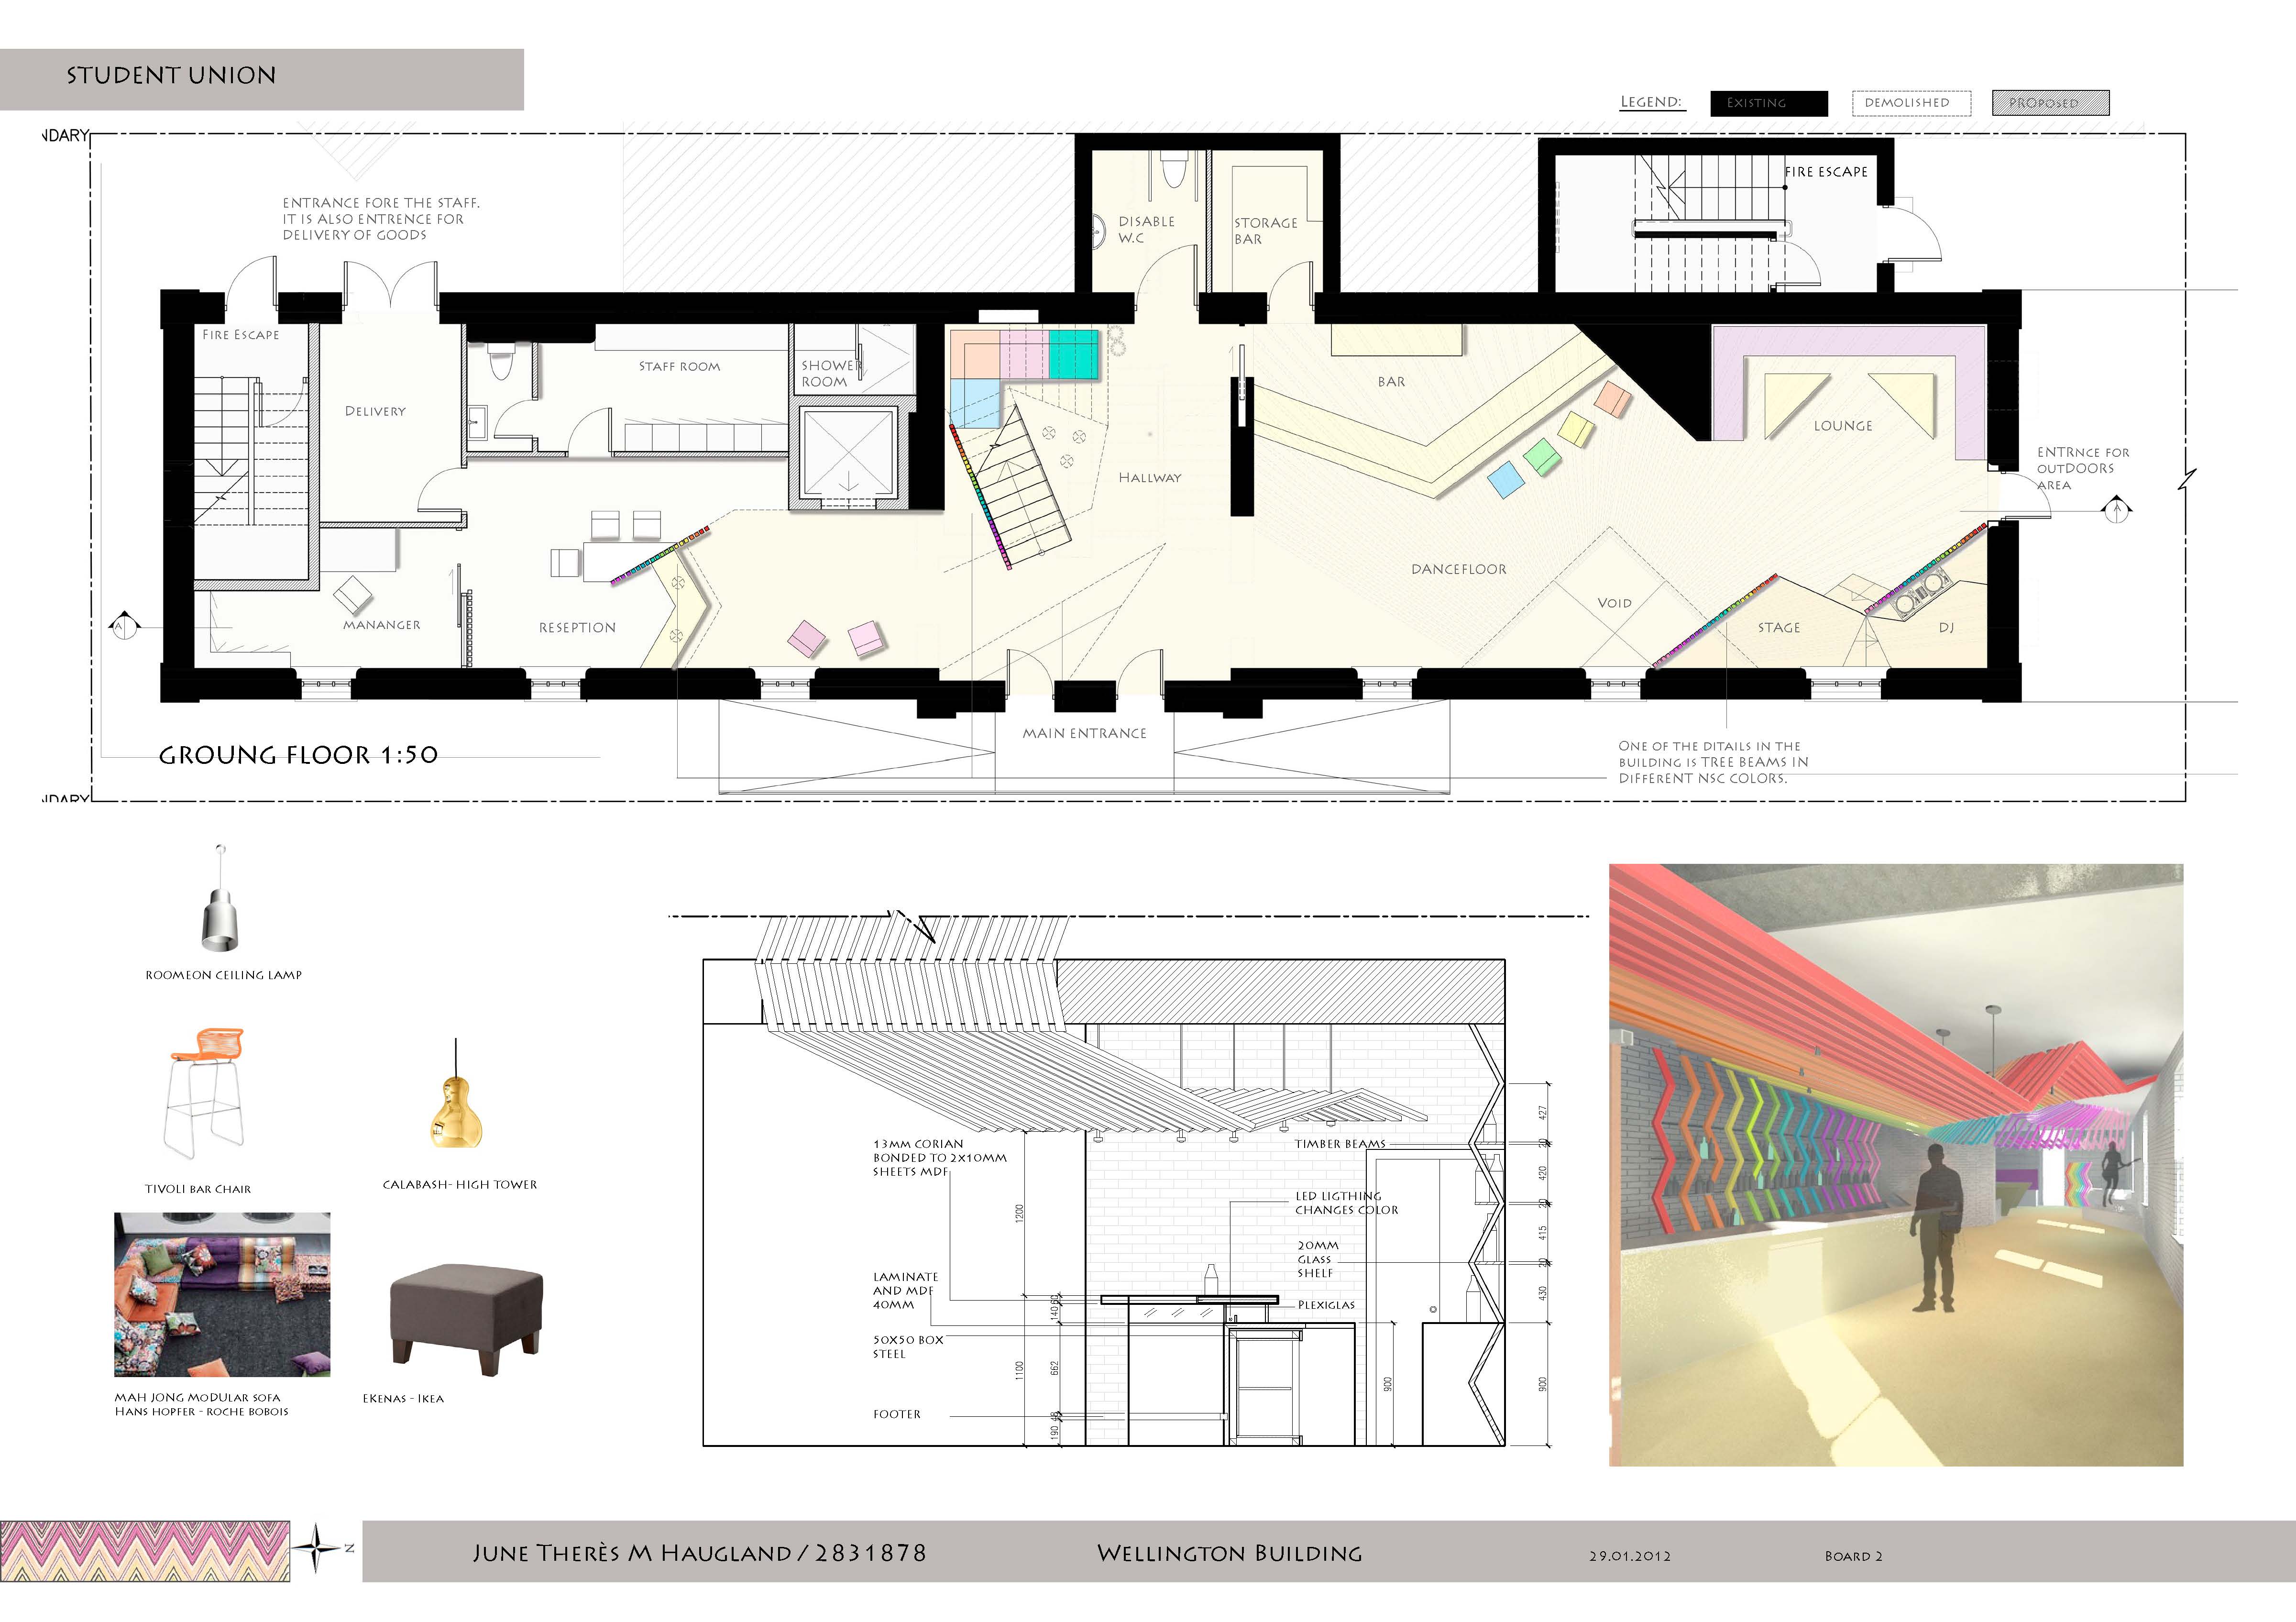 STUDENT UNION
LEGEND:
EXISTING
DEMOLISHED
PROPOSED
NDARY
ENTRANCE FORE THE STAFF.
IT IS ALSO ENTRENCE FOR
DELIVERY OF GOODS
DISABLE
W.C
STORAGE
BAR
FIRE ESCAPE
FIRE ESCAPE
DELIVERY
STAFF ROOM
SHOWER
ROOM
HALLWAY
BAR
LOUNGE
ENTRNCE FOR
OUTDOORS
AREA
A
A
MANANGER
RESEPTION
DANCEFLOOR
VOID
STAGE
DJ
MAIN ENTRANCE
GROUNG FLOOR 1:50
ONE OF THE DITAILS IN THE
BUILDING IS TREE BEAMS IN
DIFFERENT NSC COLORS.
NDARY
ROOMEON CEILING LAMP
TIVOLI BAR CHAIR
CALABASH- HIGH TOWER
MAH JONG MODULAR SOFA
HANS HOPFER - ROCHE BOBOIS
EKENAS - IKEA
13MM CORIAN
BONDED TO 2X10MM
SHEETS MDF
LAMINATE
AND MDF
40MM
50X50 BOX
STEEL
FOOTER
TIMBER BEAMS
LED LIGTHING
CHANGES COLOR
20MM
GLASS
SHELF
PLEXIGLAS
1200
1100
140 60
662
190 48
900
427
20
420
20
415
20
430
900
N
JUNE THERÈS M HAUGLAND / 2831878
WELLINGTON BUILDING
29.01.2012
BOARD 2